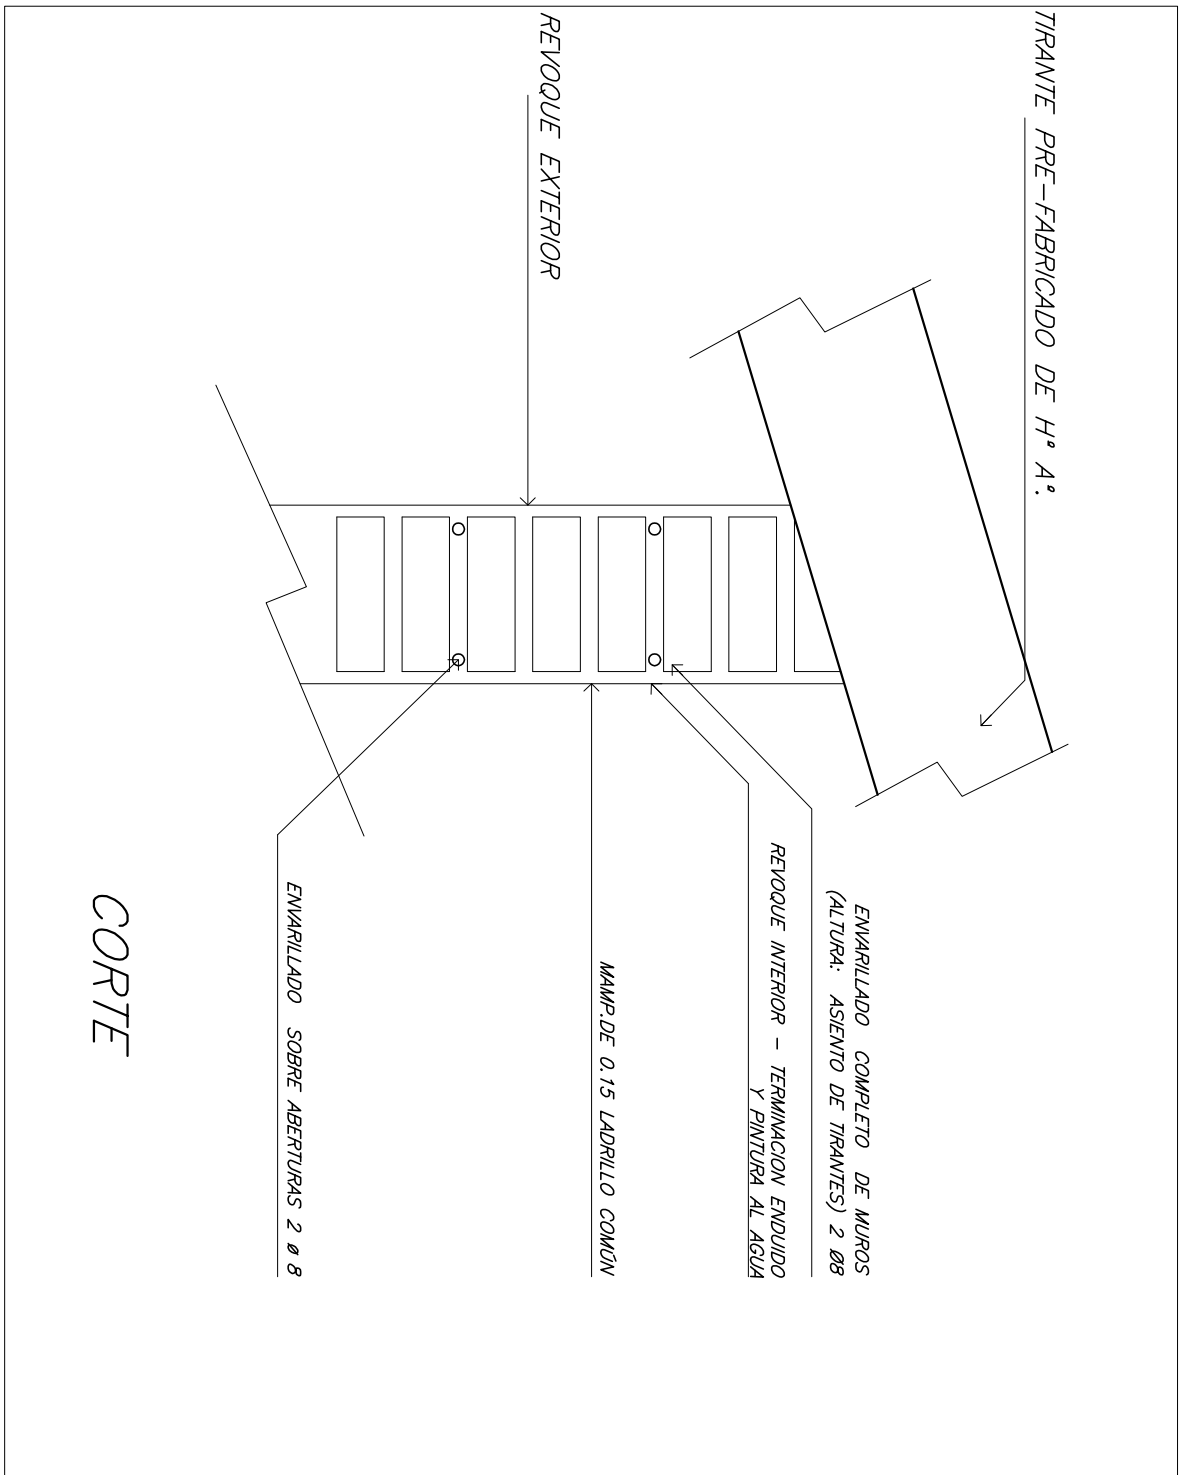 TIRANTE PRE-FABRICADO DE Hº Aº.
REVOQUE EXTERIOR
ENVARILLADO COMPLETO DE MUROS
(ALTURA: ASIENTO DE TIRANTES) 2 Ø8
REVOQUE INTERIOR - TERMINACION ENDUIDO
Y PINTURA AL AGUA
MAMP.DE 0.15 LADRILLO COMÚN
ENVARILLADO SOBRE ABERTURAS 2 ø 8
CORTE